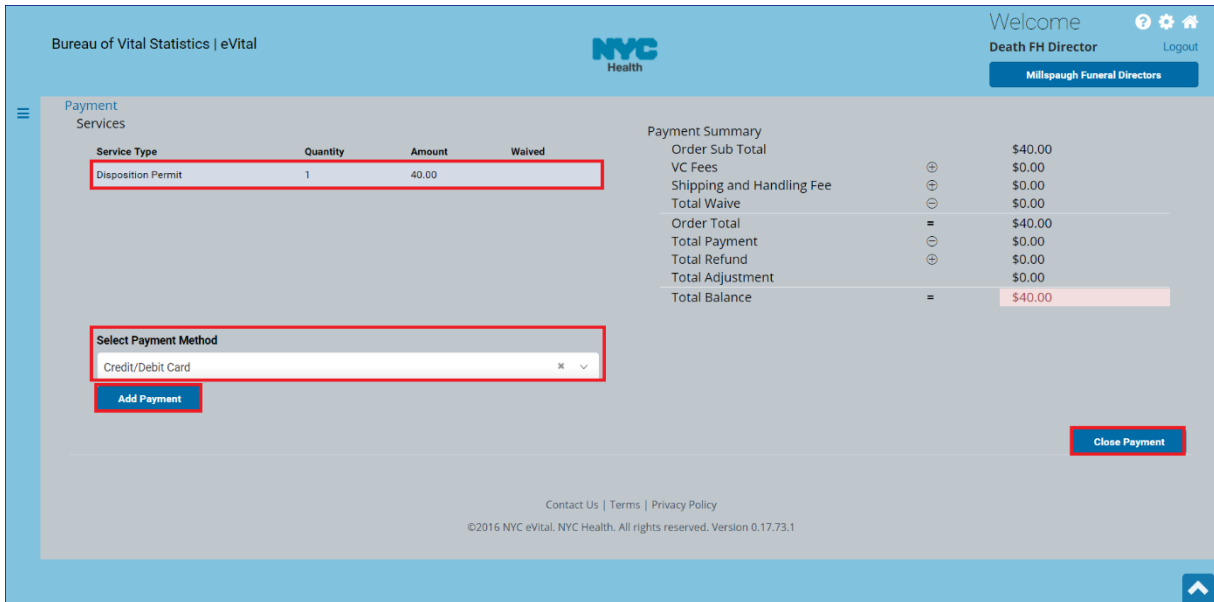 Bureau of Vital Statistics | eVital
NYC
Health
Welcome
Death FH Director Logout
Millspaugh Funeral Directors
Payment
Services
Service Type Quantity Amount Waived
Disposition Permit 1 40.00
Select Payment Method
Credit/Debit Card
Add Payment
Payment Summary
Order Sub Total $40.00
VC Fees $0.00
Shipping and Handling Fee $0.00
Total Waive $0.00
Order Total = $40.00
Total Payment $0.00
Total Refund $0.00
Total Adjustment $0.00
Total Balance = $40.00
Close Payment
Contact Us | Terms | Privacy Policy
©2016 NYC eVital. NYC Health. All rights reserved. Version 0.17.73.1